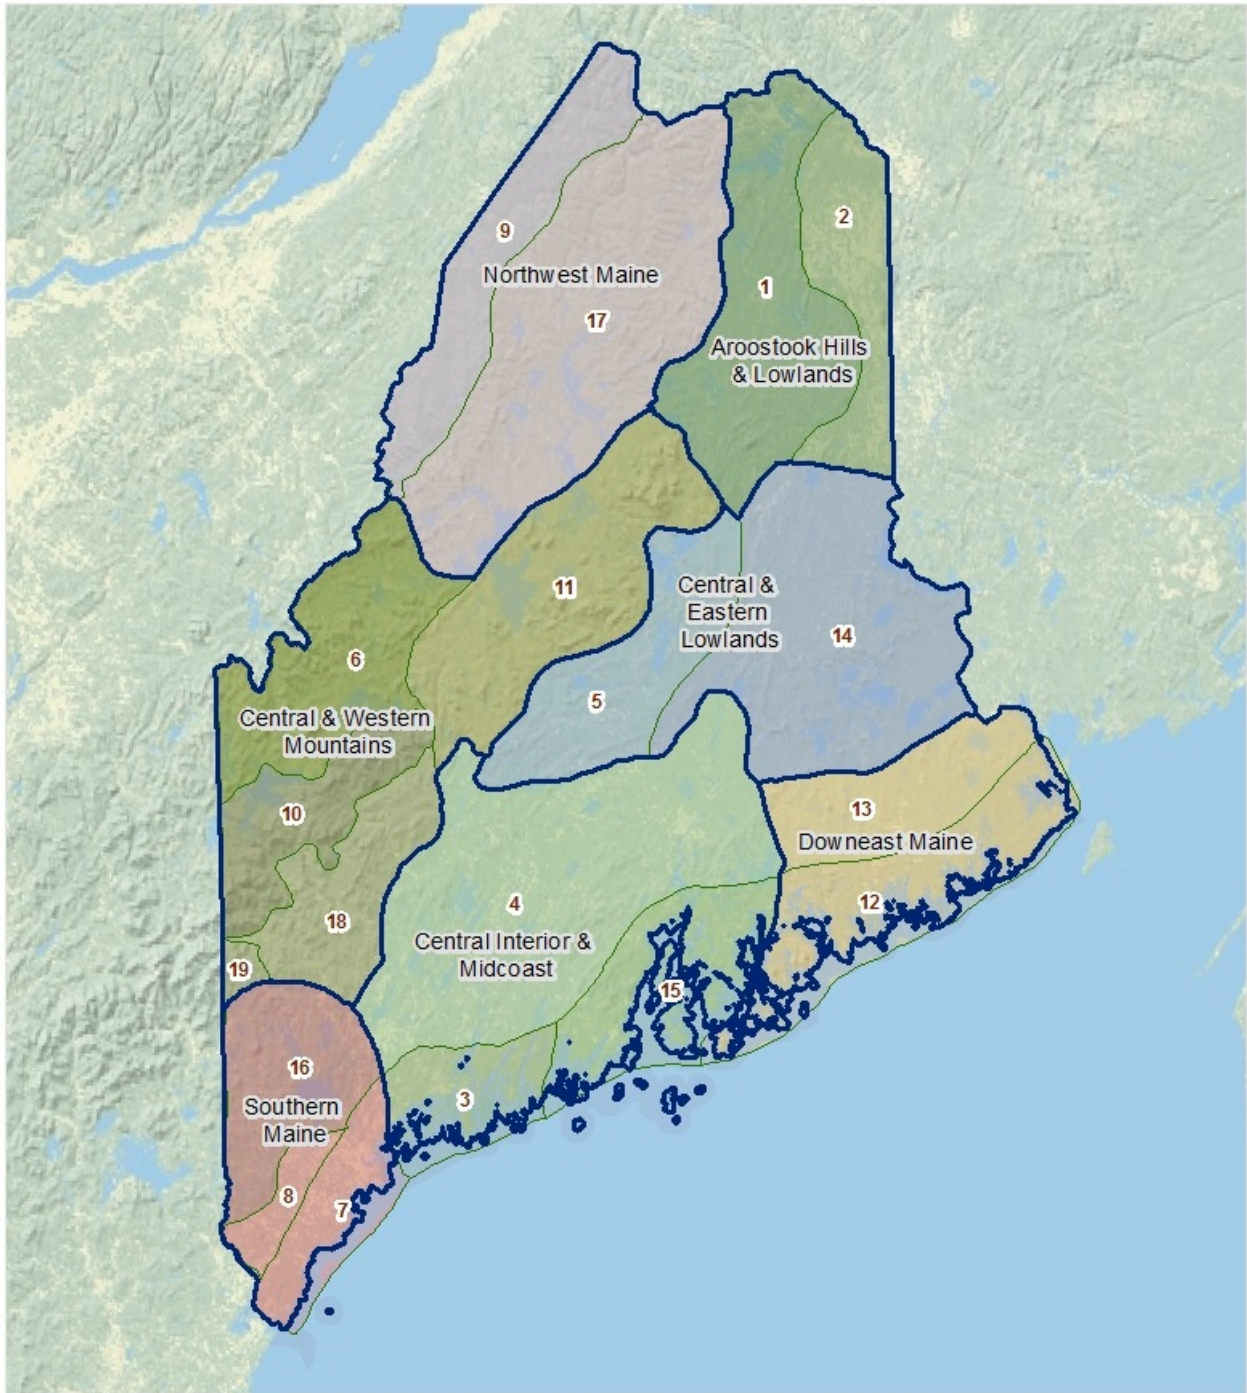 2
9
Northwest Maine
1
17
Aroostook Hills
& Lowlands
11
Central &
Eastern
Lowlands
14
6
5
Central & Western
Mountains
13
10
Downeast Maine
4
12
18
Central Interior &
Midcoast
19
15
16
3
Southern
Maine
8
7